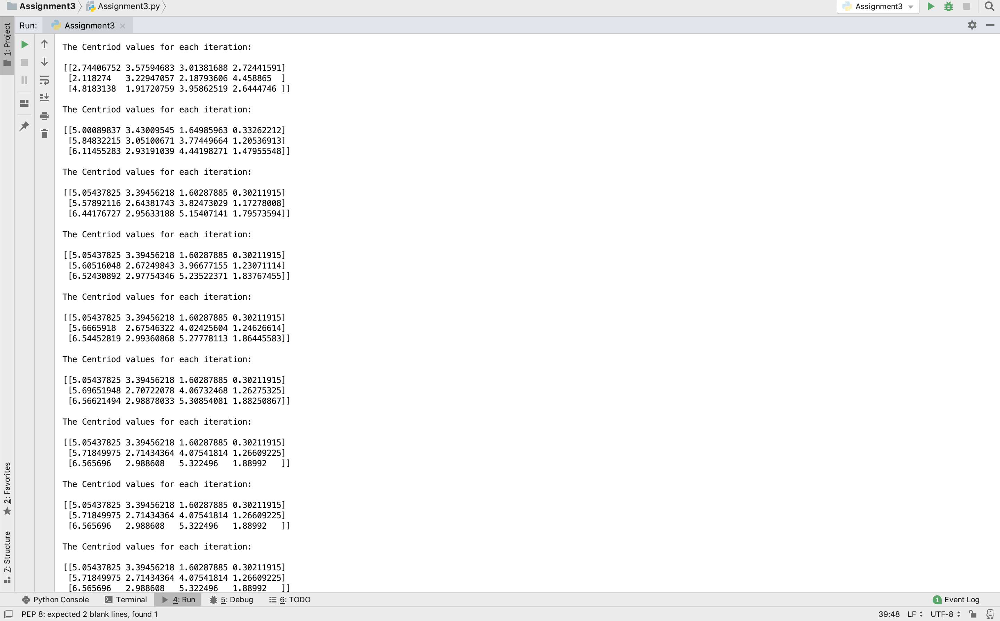 Assignment3 Assignment3.py Assignment3
Run: Assignment3
1: Project
The Centriod values for each iteration:
[[2.74406752 3.57594683 3.01381688 2.72441591]
 [2.118274   3.22947057 2.18793606 4.458865  ]
 [4.8183138  1.91720759 3.95862519 2.6444746 ]]
The Centriod values for each iteration:
[[5.00089837 3.43009545 1.64985963 0.33262212]
 [5.84832215 3.05100671 3.77449664 1.20536913]
 [6.11455283 2.93191039 4.44198271 1.47955548]]
The Centriod values for each iteration:
[[5.05437825 3.39456218 1.60287885 0.30211915]
 [5.57892116 2.64381743 3.82473029 1.17278008]
 [6.44176727 2.95633188 5.15407141 1.79573594]]
The Centriod values for each iteration:
[[5.05437825 3.39456218 1.60287885 0.30211915]
 [5.60516048 2.67249843 3.96677155 1.23071114]
 [6.52430892 2.97754346 5.23522371 1.83767455]]
The Centriod values for each iteration:
[[5.05437825 3.39456218 1.60287885 0.30211915]
 [5.6665918  2.67546322 4.02425604 1.24626614]
 [6.54452819 2.99360868 5.27778113 1.86445583]]
The Centriod values for each iteration:
[[5.05437825 3.39456218 1.60287885 0.30211915]
 [5.69651948 2.70722078 4.06732468 1.26275325]
 [6.56621494 2.98878033 5.30854081 1.88250867]]
The Centriod values for each iteration:
[[5.05437825 3.39456218 1.60287885 0.30211915]
 [5.71849975 2.71434364 4.07541814 1.26609225]
 [6.565696   2.988608   5.322496   1.88992   ]]
The Centriod values for each iteration:
[[5.05437825 3.39456218 1.60287885 0.30211915]
 [5.71849975 2.71434364 4.07541814 1.26609225]
 [6.565696   2.988608   5.322496   1.88992   ]]
The Centriod values for each iteration:
[[5.05437825 3.39456218 1.60287885 0.30211915]
 [5.71849975 2.71434364 4.07541814 1.26609225]
 [6.565696   2.988608   5.322496   1.88992   ]]
2: Favorites
7: Structure
Python Console Terminal 4: Run 5: Debug 6: TODO 1 Event Log
PEP 8: expected 2 blank lines, found 1 39:48 LF UTF-8